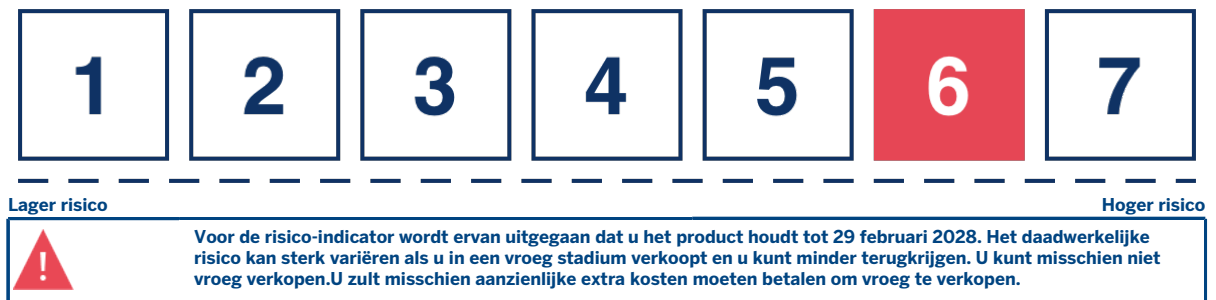 1 2 3 4 5 6 7
Lager risico Hoger risico
!
Voor de risico-indicator wordt ervan uitgegaan dat u het product houdt tot 29 februari 2028. Het daadwerkelijke
risico kan sterk variëren als u in een vroeg stadium verkoopt en u kunt minder terugkrijgen. U kunt misschien niet
vroeg verkopen.U zult misschien aanzienlijke extra kosten moeten betalen om vroeg te verkopen.